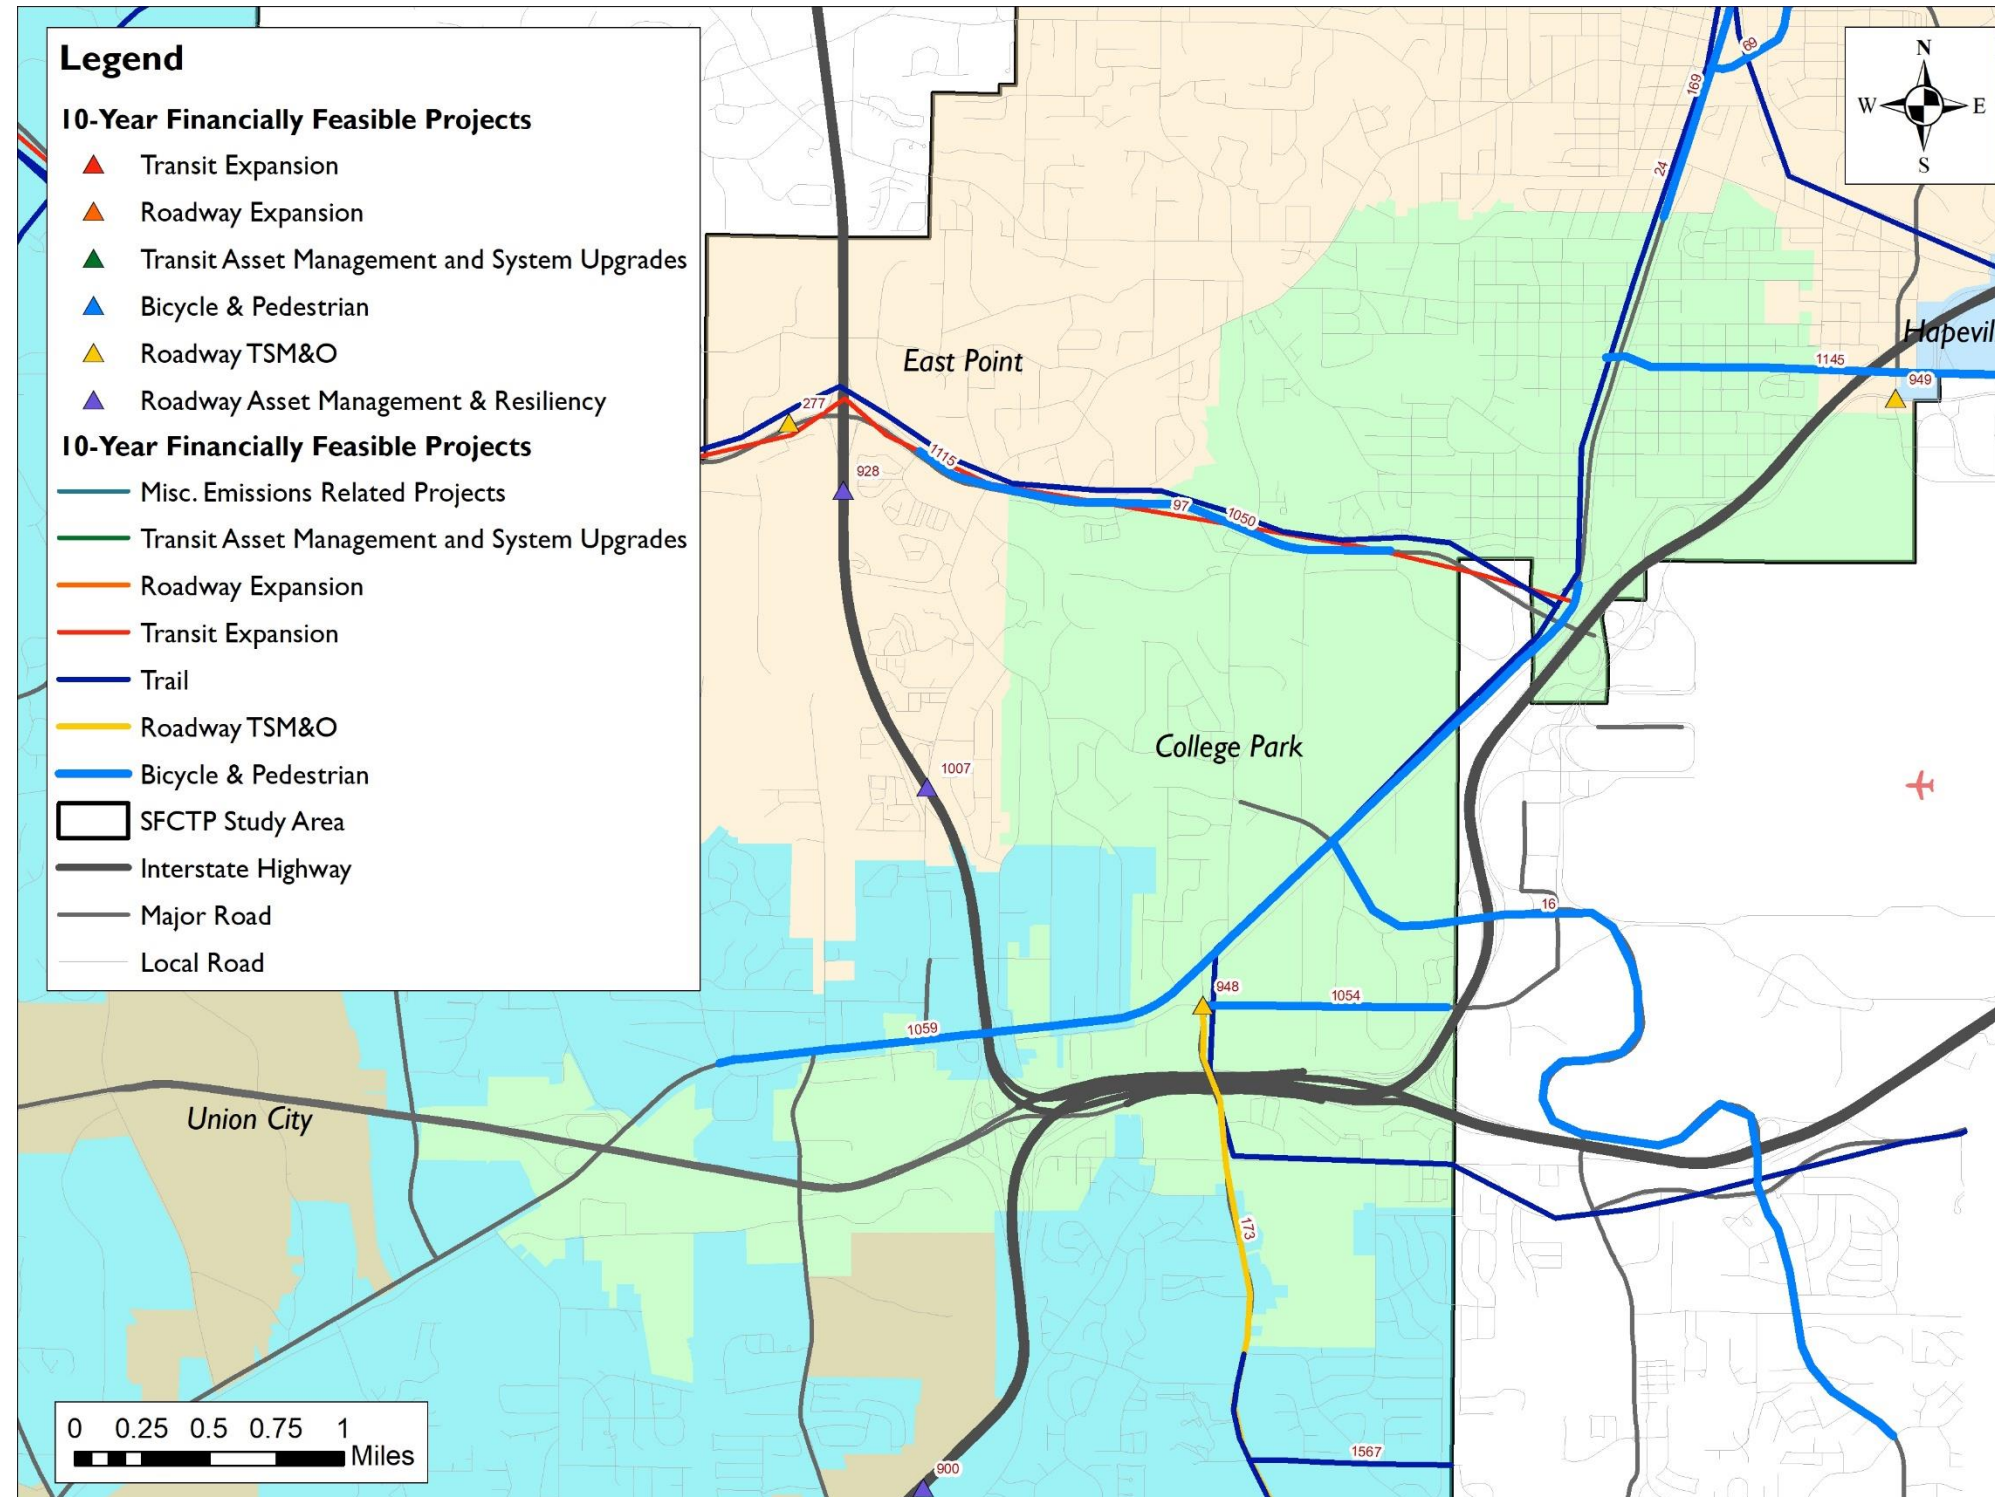 Legend
10-Year Financially Feasible Projects
Transit Expansion
Roadway Expansion
Transit Asset Management and System Upgrades
Bicycle & Pedestrian
Roadway TSM&O
Roadway Asset Management & Resiliency
10-Year Financially Feasible Projects
Misc. Emissions Related Projects
Transit Asset Management and System Upgrades
Roadway Expansion
Transit Expansion
Trail
Roadway TSM&O
Bicycle & Pedestrian
SFCTP Study Area
Interstate Highway
Major Road
Local Road
N
W E
S
69
169
24
Hapevil
East Point
1145
949
277
1115
928
97
1050
College Park
1007
16
948
1054
1059
Union City
173
1567
900
0 0.25 0.5 0.75 1
Miles